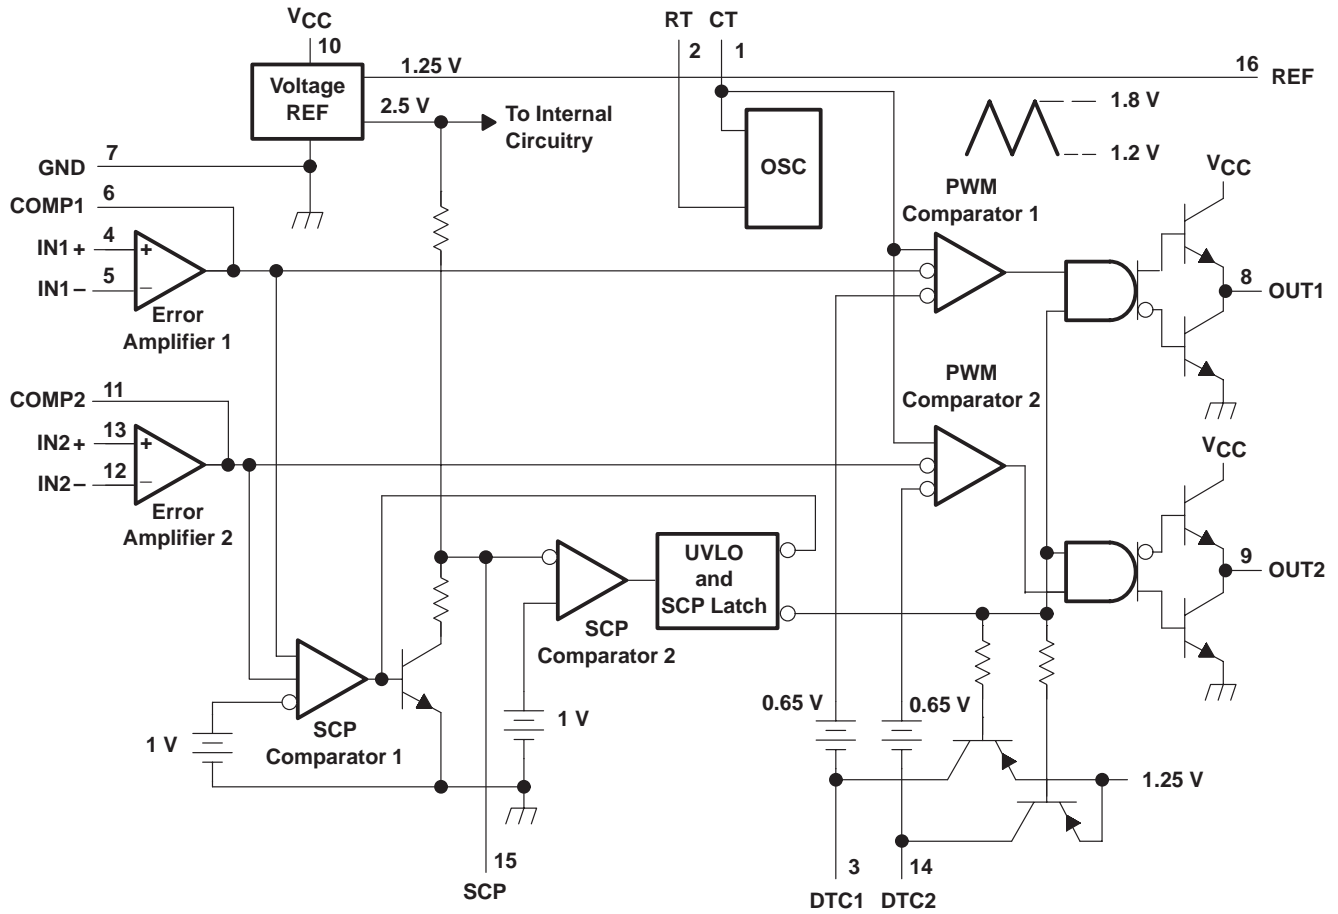 VCC
10
RT CT
2
1
Voltage
REF
1.25 V
2.5 V
To Internal
Circuitry
16
REF
1.8 V
1.2 V
OSC
GND
7
COMP1
6
IN1+
4
+
IN1−
5
−
Error
Amplifier 1
PWM
Comparator 1
VCC
8
OUT1
COMP2
11
IN2+
13
+
IN2−
12
−
Error
Amplifier 2
PWM
Comparator 2
VCC
9
OUT2
UVLO
and
SCP Latch
SCP
Comparator 2
SCP
Comparator 1
1 V
1 V
0.65 V
0.65 V
1.25 V
15
SCP
3
DTC1
14
DTC2